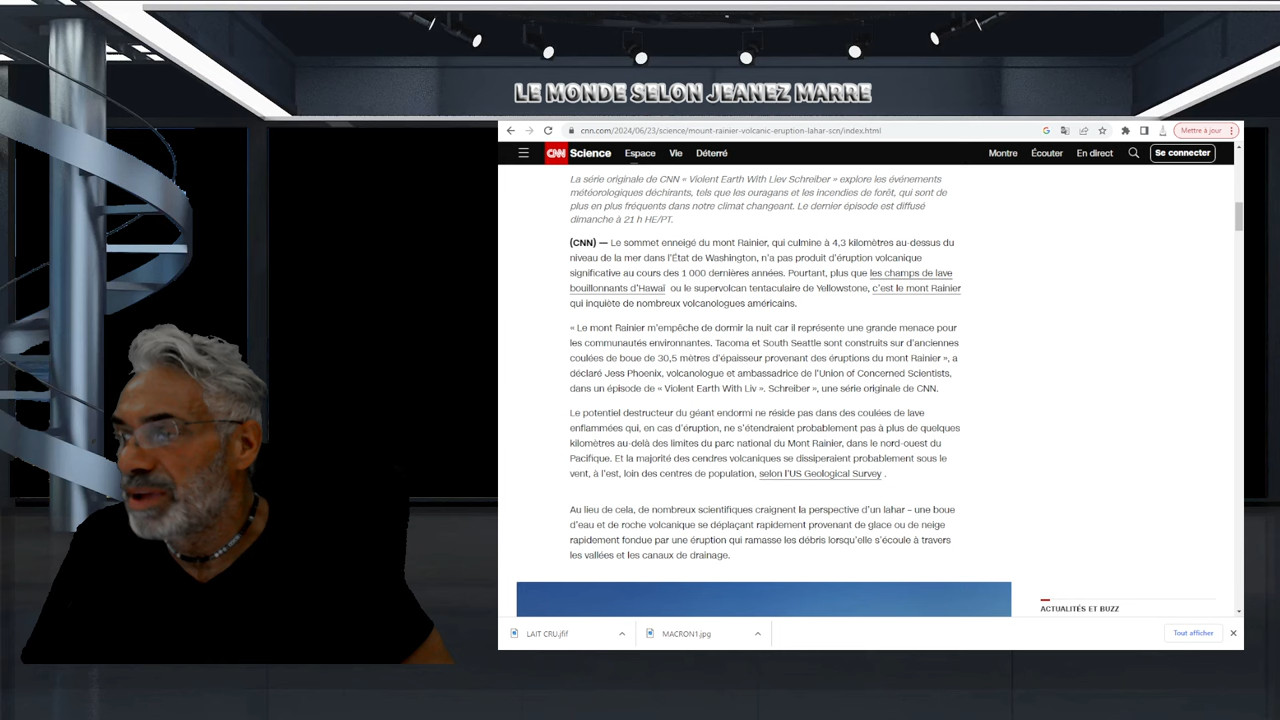 LE MONDE SELON JEANEZ MARRE
cnn.com/2024/06/23/science/mount-rainier-volcanic-eruption-lahar-scn/index.html
Mettre à jour
CNN Science Espace Vie Déterré Montre Écouter En direct Se connecter
La série originale de CNN « Violent Earth With Liev Schreiber » explore les événements
météorologiques déchirants, tels que les ouragans et les incendies de forêt, qui sont de
plus en plus fréquents dans notre climat changeant. Le dernier épisode est diffusé
dimanche à 21 h HE/PT.
(CNN) — Le sommet enneigé du mont Rainier, qui culmine à 4,3 kilomètres au-dessus du
niveau de la mer dans l'État de Washington, n'a pas produit d'éruption volcanique
significative au cours des 1 000 dernières années. Pourtant, plus que les champs de lave
bouillonnants d'Hawaï ou le supervolcan tentaculaire de Yellowstone, c'est le mont Rainier
qui inquiète de nombreux volcanologues américains.
« Le mont Rainier m'empêche de dormir la nuit car il représente une grande menace pour
les communautés environnantes. Tacoma et South Seattle sont construits sur d'anciennes
coulées de boue de 30,5 mètres d'épaisseur provenant des éruptions du mont Rainier », a
déclaré Jess Phoenix, volcanologue et ambassadrice de l'Union of Concerned Scientists,
dans un épisode de « Violent Earth With Liv ». Schreiber », une série originale de CNN.
Le potentiel destructeur du géant endormi ne réside pas dans des coulées de lave
enflammées qui, en cas d'éruption, ne s'étendraient probablement pas à plus de quelques
kilomètres au-delà des limites du parc national du Mont Rainier, dans le nord-ouest du
Pacifique. Et la majorité des cendres volcaniques se dissiperaient probablement sous le
vent, à l'est, loin des centres de population, selon l'US Geological Survey .
Au lieu de cela, de nombreux scientifiques craignent la perspective d'un lahar – une boue
d'eau et de roche volcanique se déplaçant rapidement provenant de glace ou de neige
rapidement fondue par une éruption qui ramasse les débris lorsqu'elle s'écoule à travers
les vallées et les canaux de drainage.
ACTUALITÉS ET BUZZ
LAIT CRU.jfif MACRON1.jpg Tout afficher